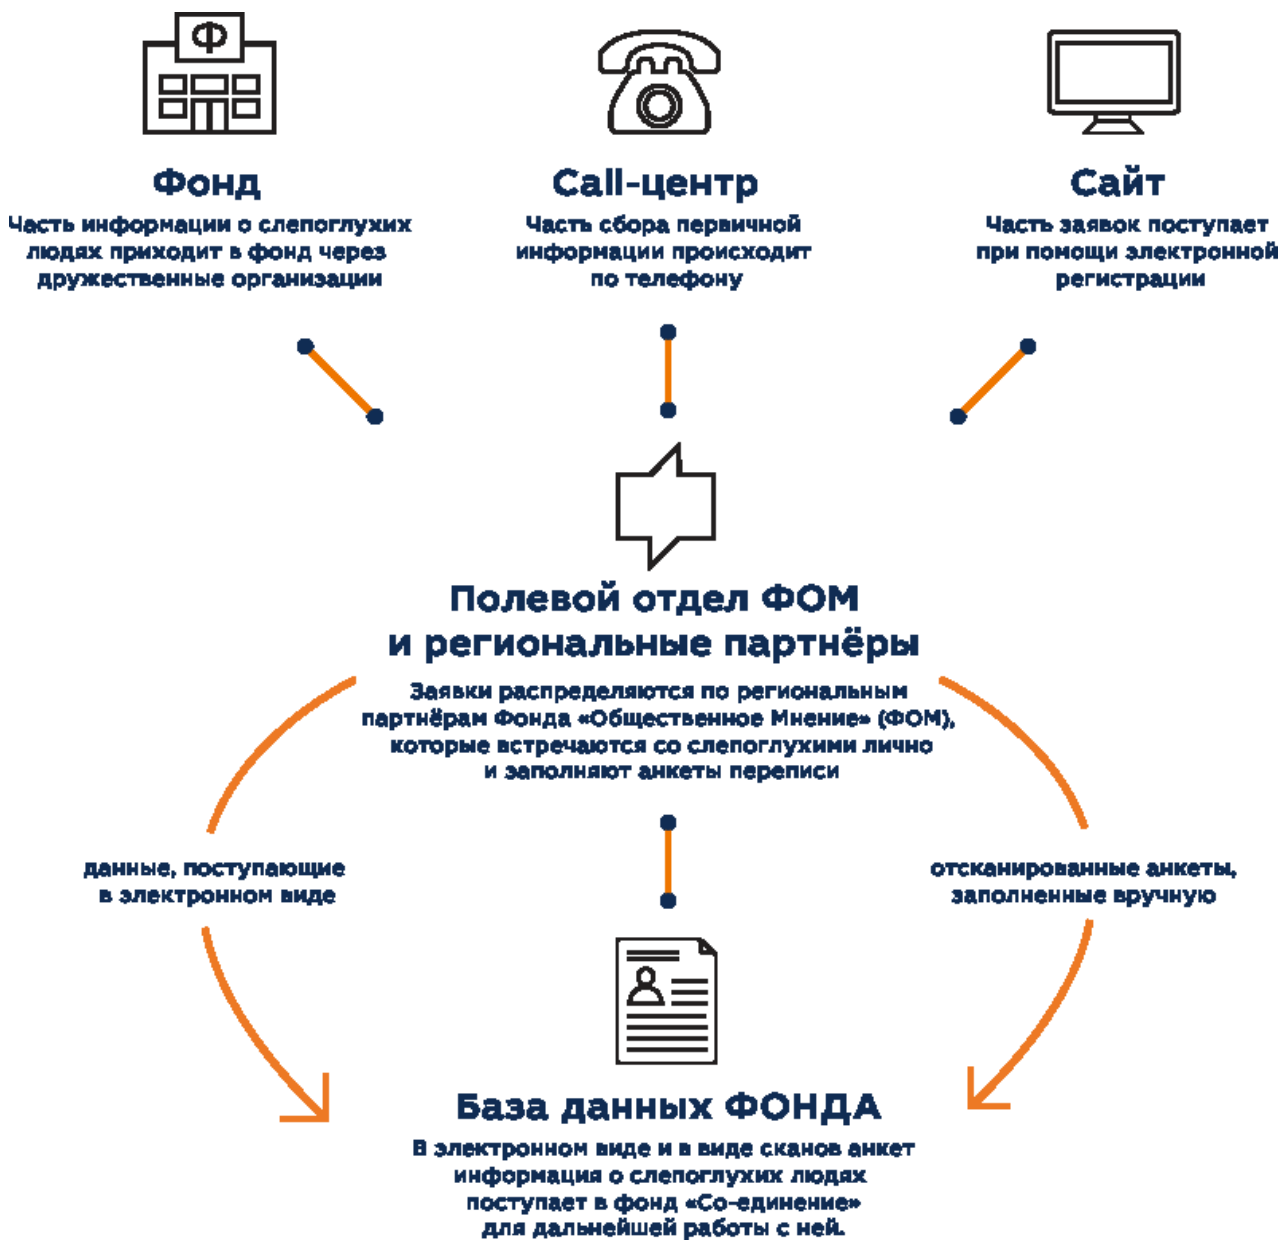 Ф
Фонд
Часть информации о слепоглухих
людях приходит в фонд через
дружественные организации
Call-центр
Часть сбора первичной
информации происходит
по телефону
Сайт
Часть заявок поступает
при помощи электронной
регистрации
Полевой отдел ФОМ
и региональные партнёры
Заявки распределяются по региональным
партнёрам Фонда «Общественное Мнение» (ФОМ),
которые встречаются со слепоглухими лично
и заполняют анкеты переписи
данные, поступающие
в электронном виде
отсканированные анкеты,
заполненные вручную
База данных ФОНДА
В электронном виде и в виде сканов анкет
информация о слепоглухих людях
поступает в фонд «Со-единение»
для дальнейшей работы с ней.